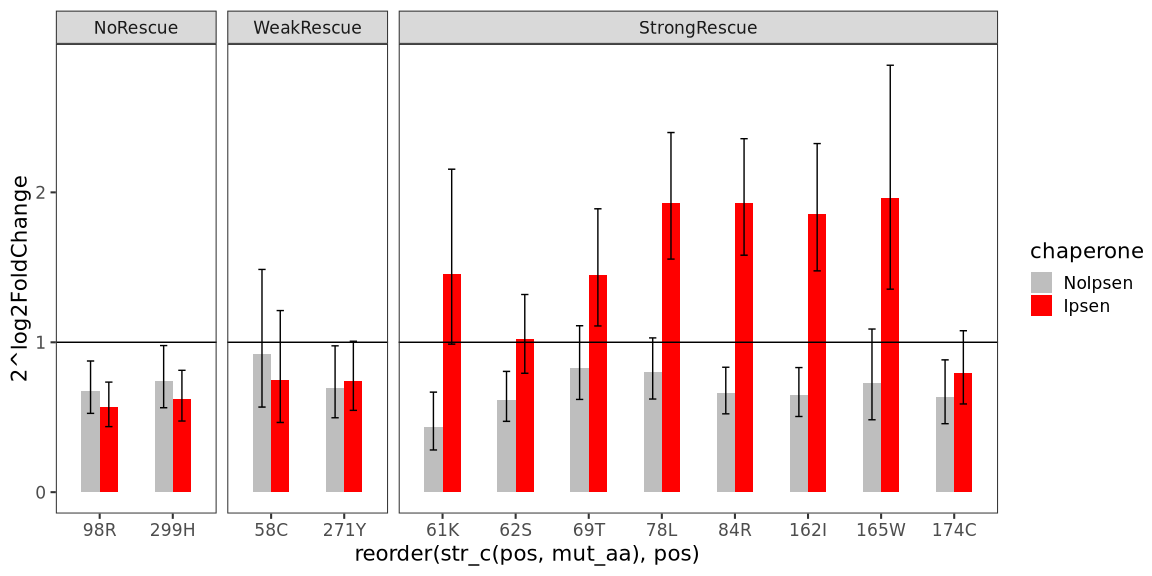 NoRescue WeakRescue StrongRescue
2^log2FoldChange
2
1
0
98R 299H 58C 271Y 61K 62S 69T 78L 84R 162I 165W 174C
reorder(str_c(pos, mut_aa), pos)
chaperone
NoIpsen
Ipsen